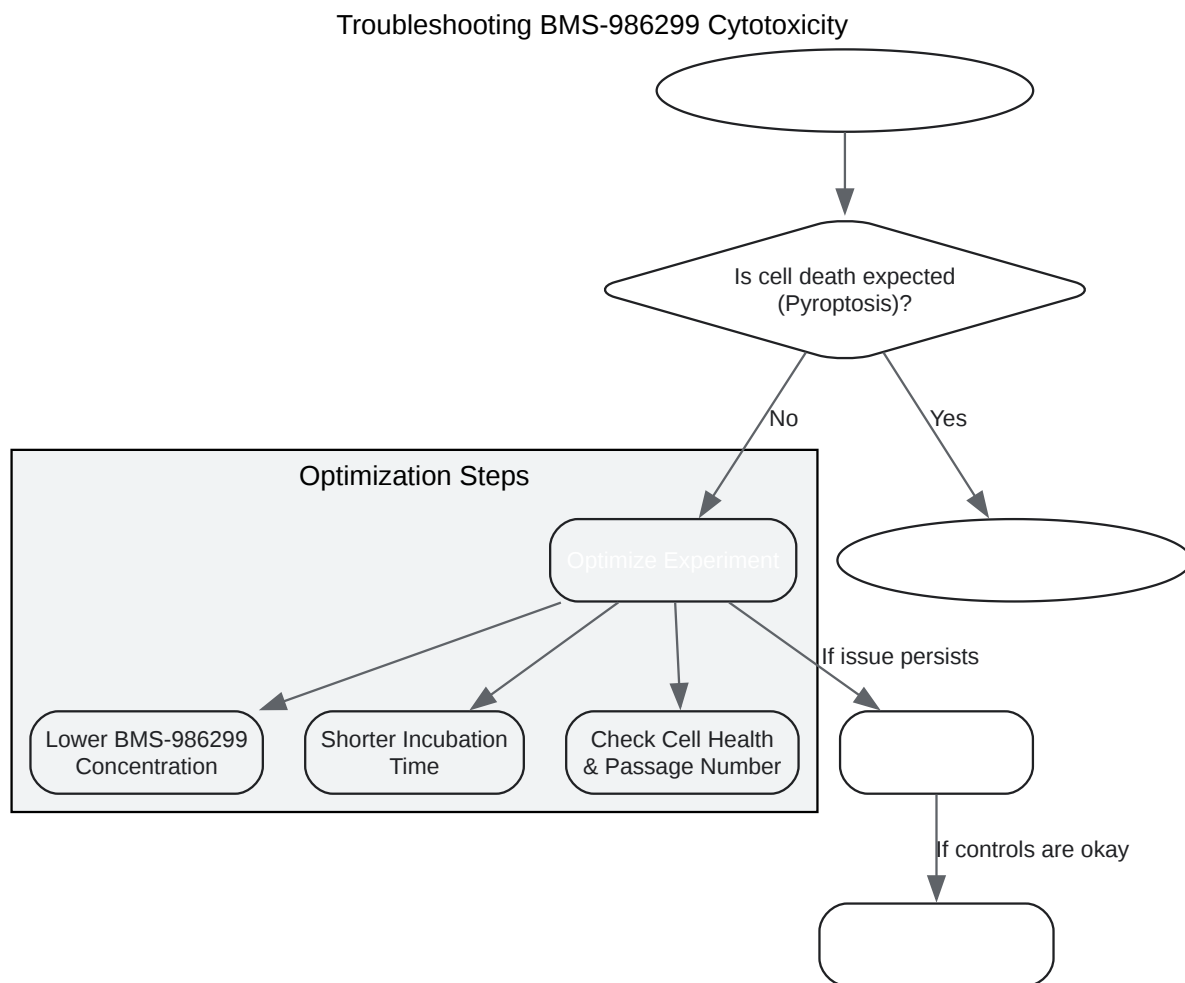 Troubleshooting BMS-986299 Cytotoxicity
Is cell death expected
(Pyroptosis)?
No
Yes
Optimization Steps
Optimize Experiment
If issue persists
Lower BMS-986299
Concentration
Shorter Incubation
Time
Check Cell Health
& Passage Number
If controls are okay